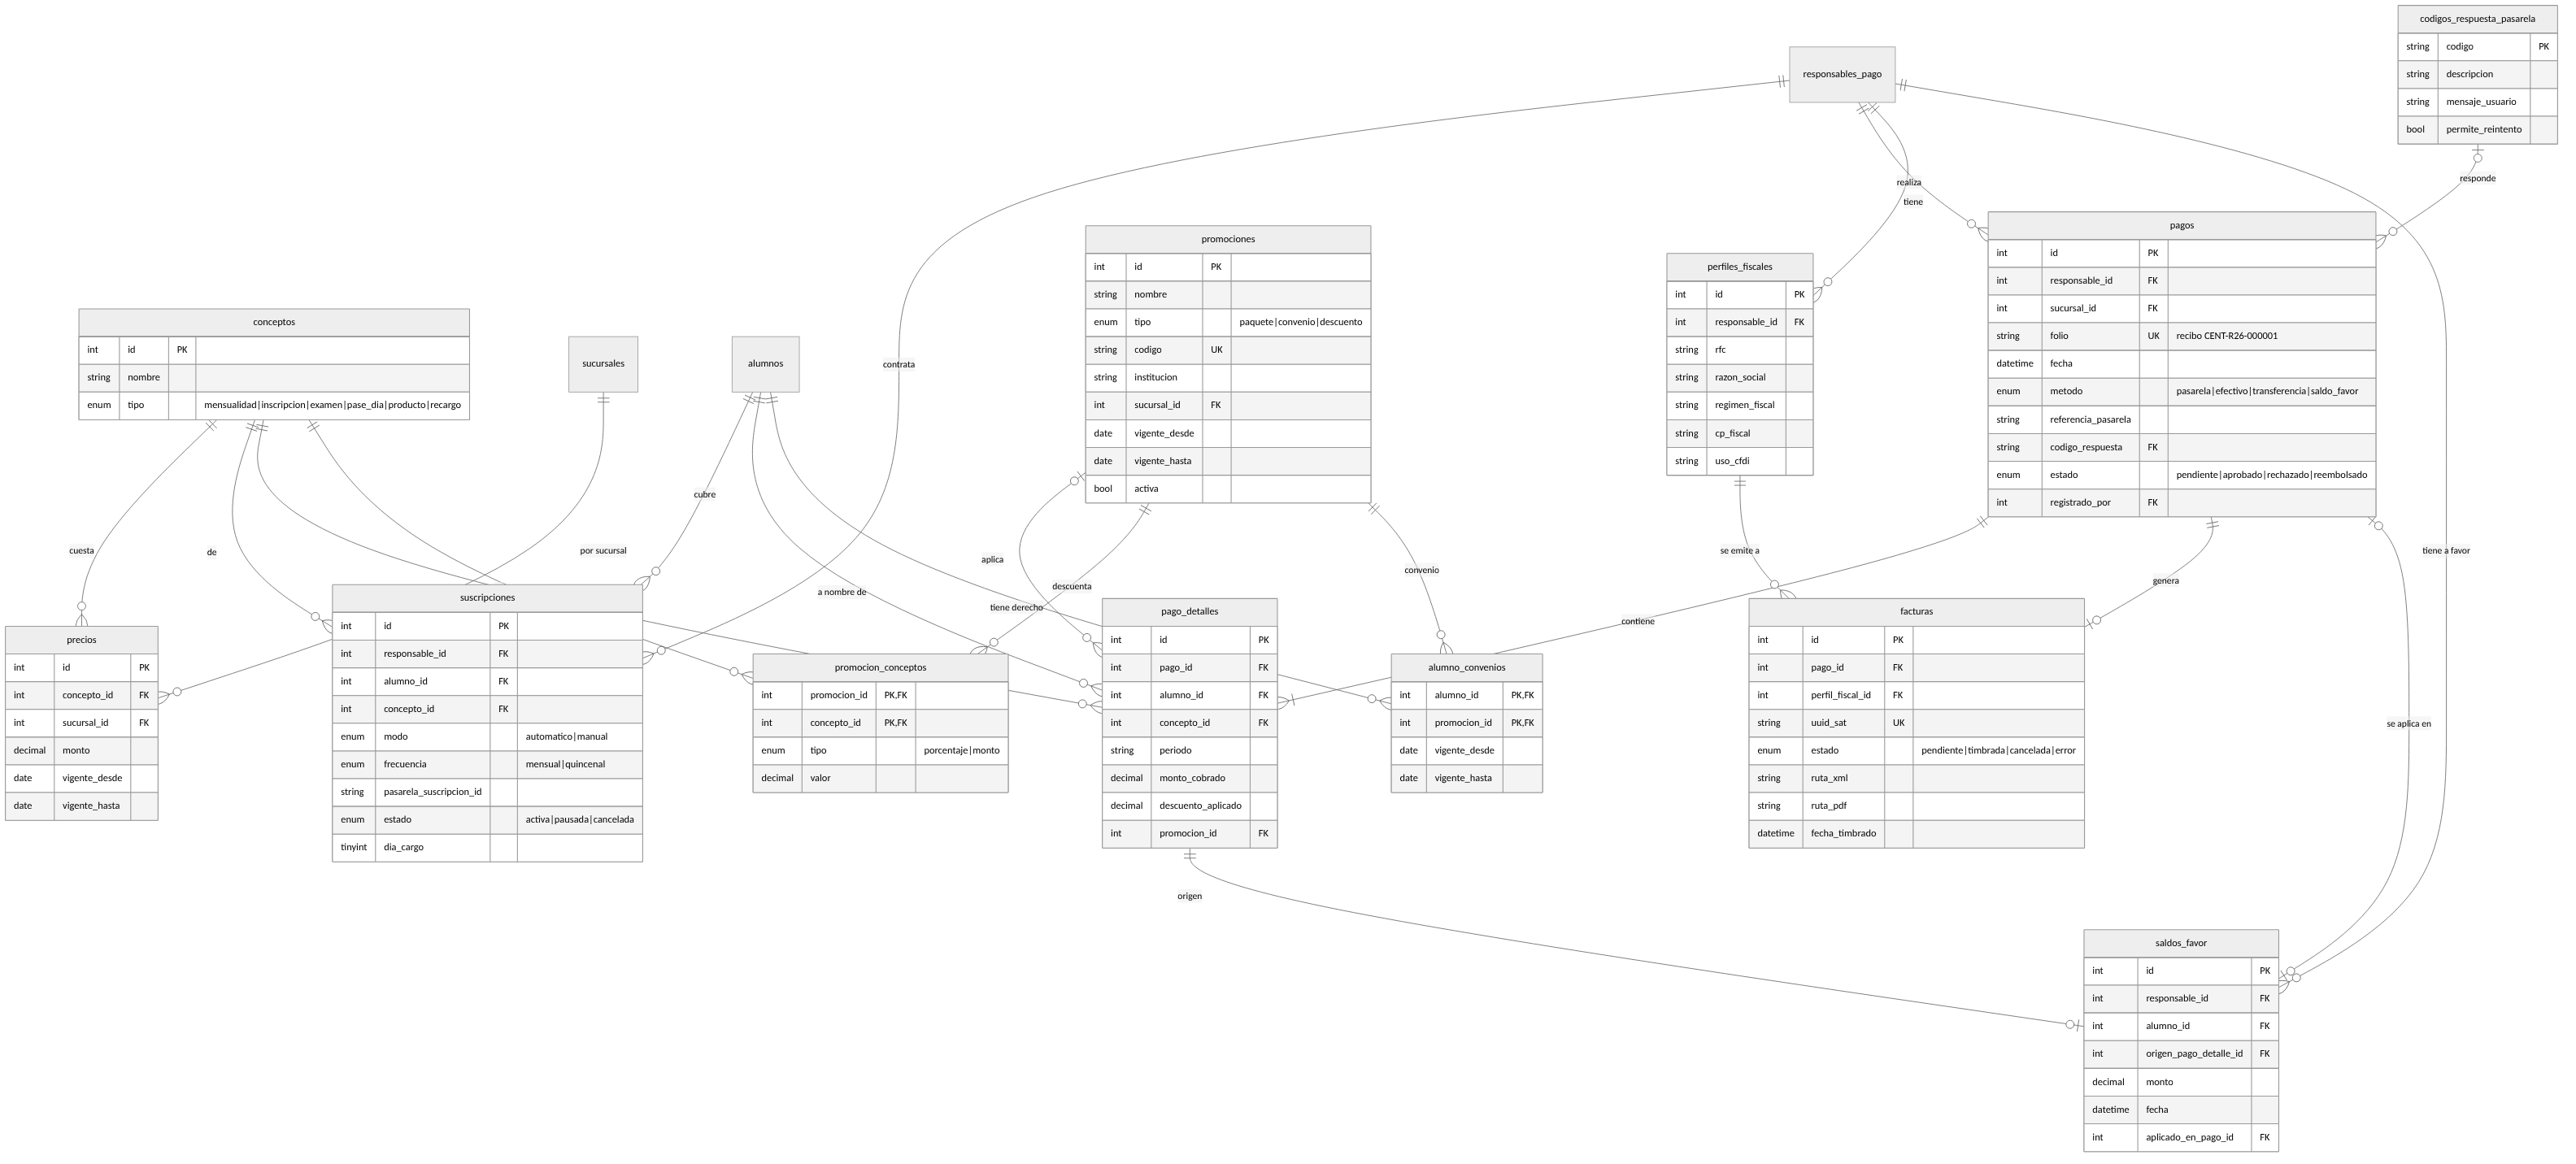 codigos_respuesta_pasarela
string codigo PK
string descripcion
string mensaje_usuario
bool permite_reintento
responsables_pago
responde
realiza
tiene
pagos
int id PK
int responsable_id FK
int sucursal_id FK
string folio UK recibo CENT-R26-000001
datetime fecha
enum metodo pasarela|efectivo|transferencia|saldo_favor
string referencia_pasarela
string codigo_respuesta FK
enum estado pendiente|aprobado|rechazado|reembolsado
int registrado_por FK
promociones
int id PK
string nombre
enum tipo paquete|convenio|descuento
string codigo UK
string institucion
int sucursal_id FK
date vigente_desde
date vigente_hasta
bool activa
perfiles_fiscales
int id PK
int responsable_id FK
string rfc
string razon_social
string regimen_fiscal
string cp_fiscal
string uso_cfdi
conceptos
int id PK
string nombre
enum tipo mensualidad|inscripcion|examen|pase_dia|producto|recargo
sucursales
alumnos
contrata
cubre
cuesta
de
por sucursal
aplica
a nombre de
descuenta
tiene derecho
convenio
se emite a
genera
tiene a favor
contiene
se aplica en
precios
int id PK
int concepto_id FK
int sucursal_id FK
decimal monto
date vigente_desde
date vigente_hasta
suscripciones
int id PK
int responsable_id FK
int alumno_id FK
int concepto_id FK
enum modo automatico|manual
enum frecuencia mensual|quincenal
string pasarela_suscripcion_id
enum estado activa|pausada|cancelada
tinyint dia_cargo
promocion_conceptos
int promocion_id PK,FK
int concepto_id PK,FK
enum tipo porcentaje|monto
decimal valor
pago_detalles
int id PK
int pago_id FK
int alumno_id FK
int concepto_id FK
string periodo
decimal monto_cobrado
decimal descuento_aplicado
int promocion_id FK
alumno_convenios
int alumno_id PK,FK
int promocion_id PK,FK
date vigente_desde
date vigente_hasta
facturas
int id PK
int pago_id FK
int perfil_fiscal_id FK
string uuid_sat UK
enum estado pendiente|timbrada|cancelada|error
string ruta_xml
string ruta_pdf
datetime fecha_timbrado
origen
saldos_favor
int id PK
int responsable_id FK
int alumno_id FK
int origen_pago_detalle_id FK
decimal monto
datetime fecha
int aplicado_en_pago_id FK